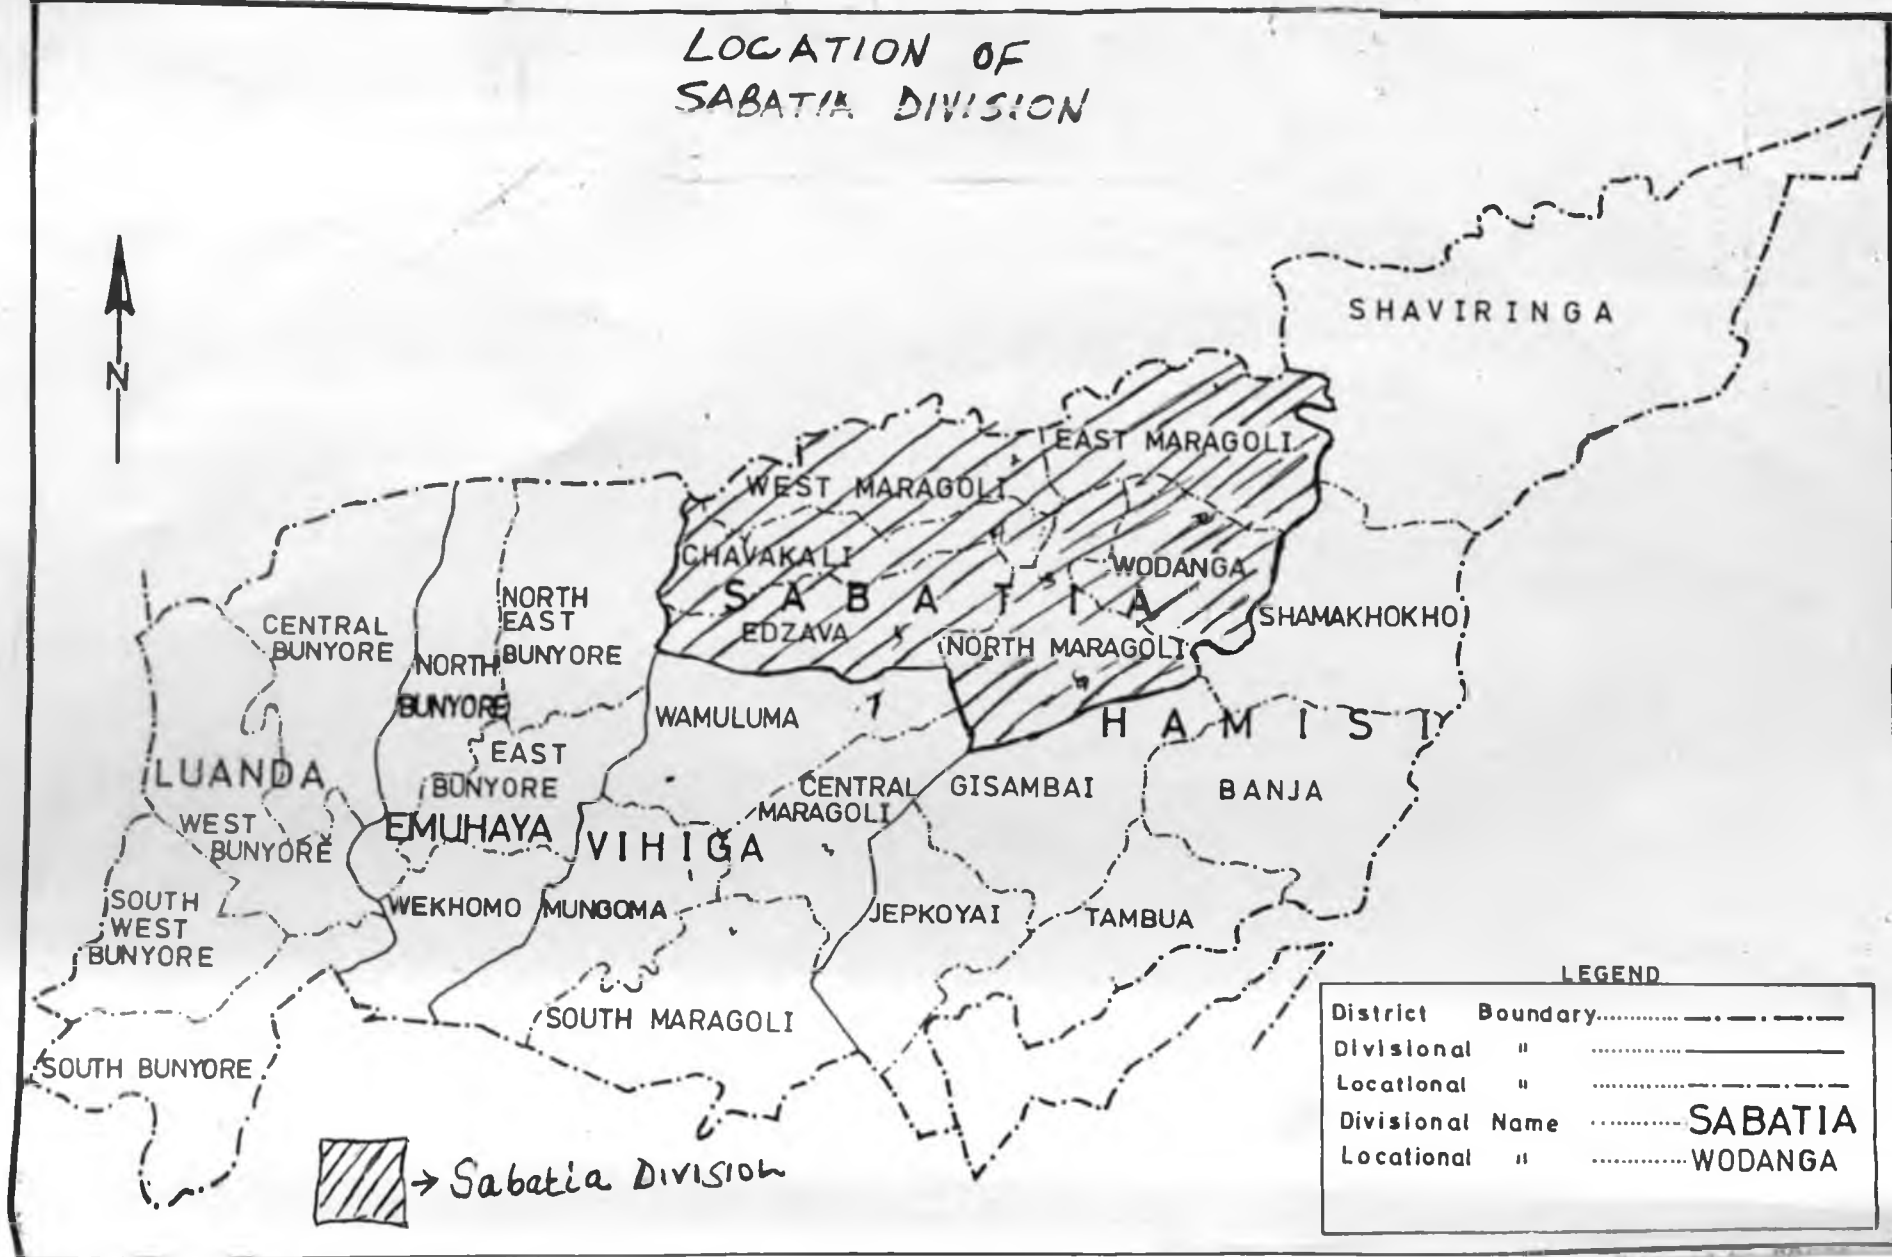 LOCATION OF
SABATIA DIVISION
N
SHAVIRINGA
EAST MARAGOLI
WEST MARAGOLI
CHAVAKALI
WODANGA
SABATIA
EDZAVA
NORTH MARAGOLI
SHAMAKHOKHO
NORTH
EAST
BUNYORE
CENTRAL
BUNYORE
NORTH
BUNYORE
WAMULUMA
HAMISI
EAST
BUNYORE
LUANDA
CENTRAL
MARAGOLI
GISAMBAI
BANJA
WEST
BUNYORE
EMUHAYA
VIHIGA
SOUTH
WEST
BUNYORE
WEKHOMO
MUNGOMA
JEPKOYAI
TAMBUA
SOUTH MARAGOLI
SOUTH BUNYORE
→ Sabatia Division
LEGEND
District Boundary
Divisional "
Locational "
Divisional Name SABATIA
Locational " WODANGA